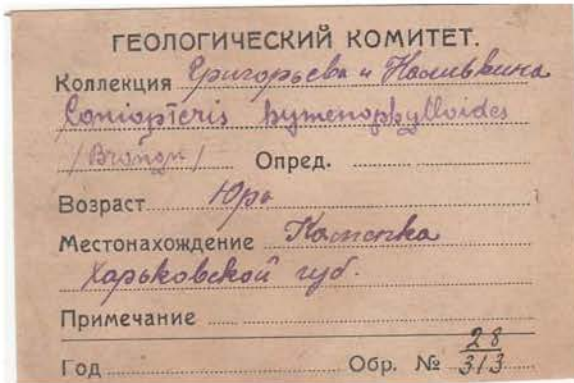 ГЕОЛОГИЧЕСКИЙ КОМИТЕТ.
Коллекция Григорьева и Наливкина
Coniopteris hymenophylloides
/Brongn/ Опред.
Возраст Юра
Местонахождение Каменка
Харьковской губ.
Примечание
Год Обр. № 28/313